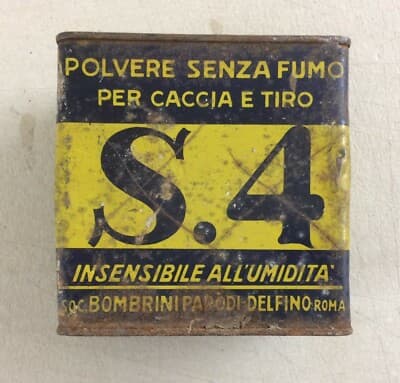 POLVERE SENZA FUMO
PER CACCIA E TIRO
S.4
INSENSIBILE ALL'UMIDITA'
SOC. BOMBRINI PARODI-DELFINO-ROMA